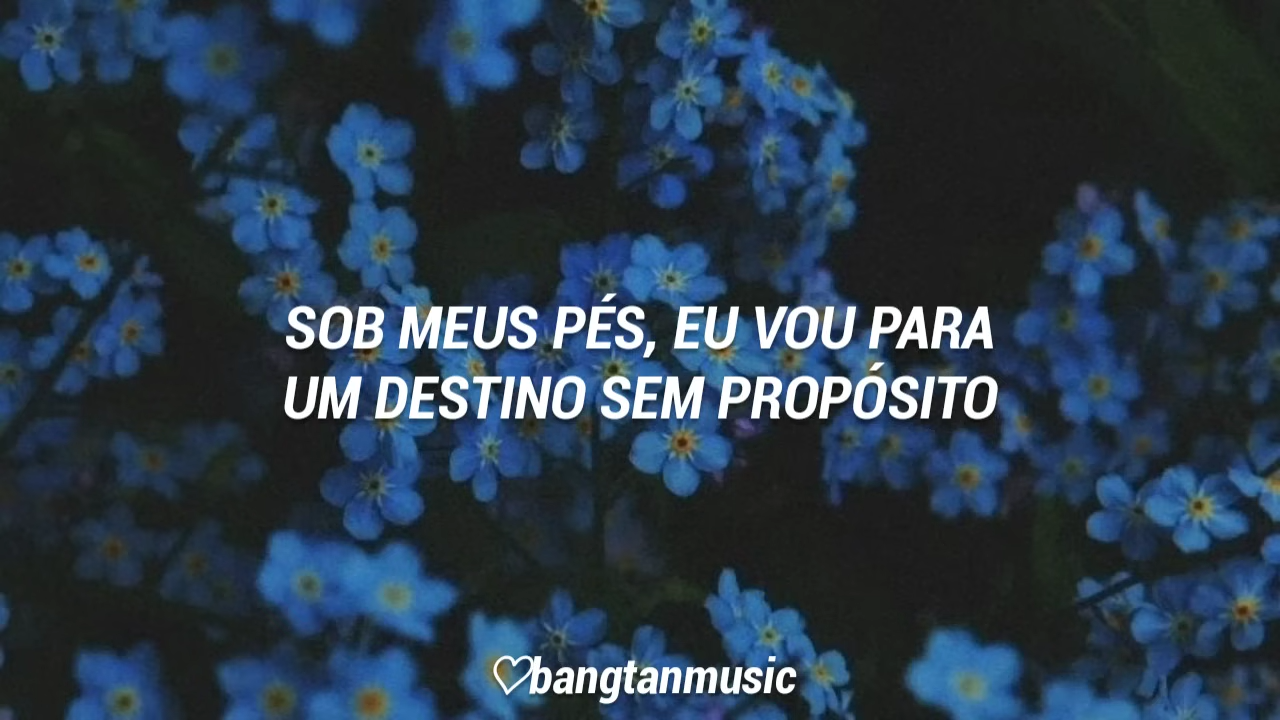 SOB MEUS PÉS, EU VOU PARA
UM DESTINO SEM PROPÓSITO
♡bangtanmusic